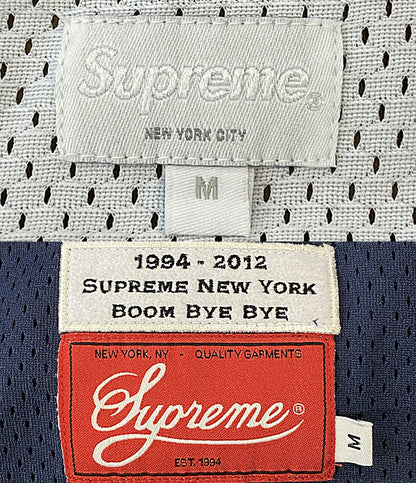 Supreme®
NEW YORK CITY
M
1994 - 2012
SUPREME NEW YORK
BOOM BYE BYE
NEW YORK, NY - QUALITY GARMENTS
Supreme®
EST. 1994
M